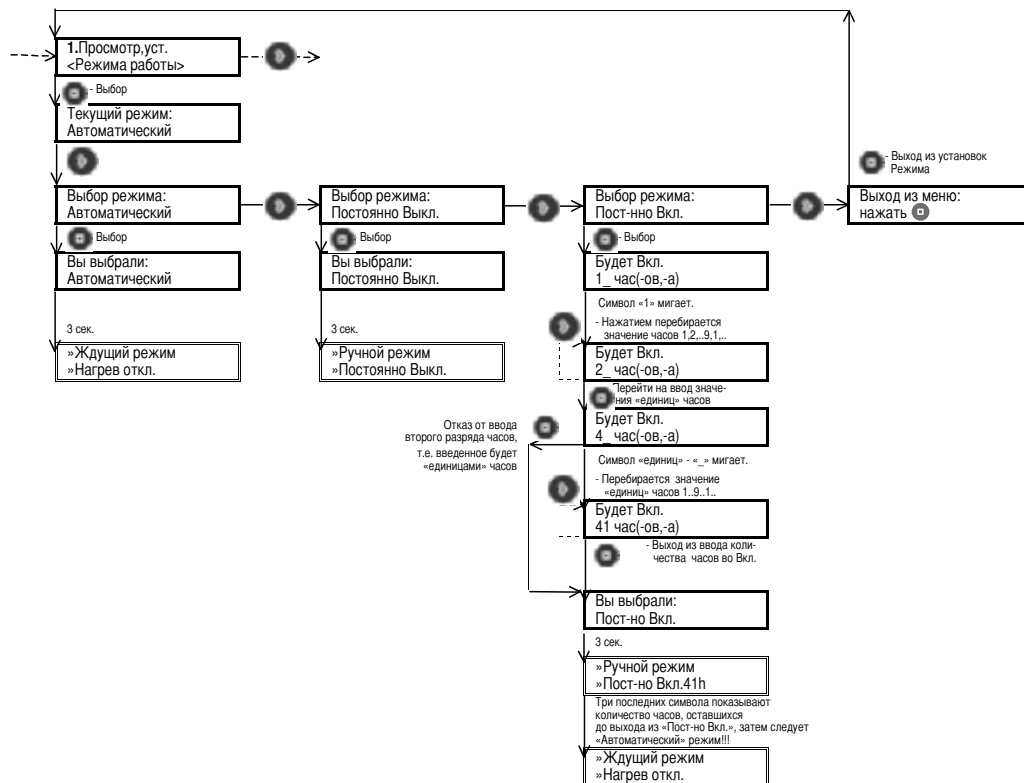 1.Просмотр,уст.
<Режима работы>
- Выбор
Текущий режим:
Автоматический
- Выход из установок
Режима
Выбор режима:
Автоматический
Выбор режима:
Постоянно Выкл.
Выбор режима:
Пост-нно Вкл.
Выход из меню:
нажать
Выбор
- Выбор
- Выбор
Вы выбрали:
Автоматический
Вы выбрали:
Постоянно Выкл.
Будет Вкл.
1_ час(-ов,-а)
Символ «1» мигает.
3 сек.
3 сек.
- Нажатием перебирается
значение часов 1,2,..9,1,..
»Ждущий режим
»Нагрев откл.
»Ручной режим
»Постоянно Выкл.
Будет Вкл.
2_ час(-ов,-а)
Перейти на ввод значе-
ния «единиц» часов
Будет Вкл.
4_ час(-ов,-а)
Отказ от ввода
второго разряда часов,
т.е. введенное будет
«единицами» часов
Символ «единиц» - «_» мигает.
- Перебирается значение
«единиц» часов 1..9..1..
Будет Вкл.
41 час(-ов,-а)
- Выход из ввода коли-
чества часов во Вкл.
Вы выбрали:
Пост-но Вкл.
3 сек.
»Ручной режим
»Пост-но Вкл.41h
Три последних символа показывают
количество часов, оставшихся
до выхода из «Пост-но Вкл.», затем следует
«Автоматический» режим!!!
»Ждущий режим
»Нагрев откл.